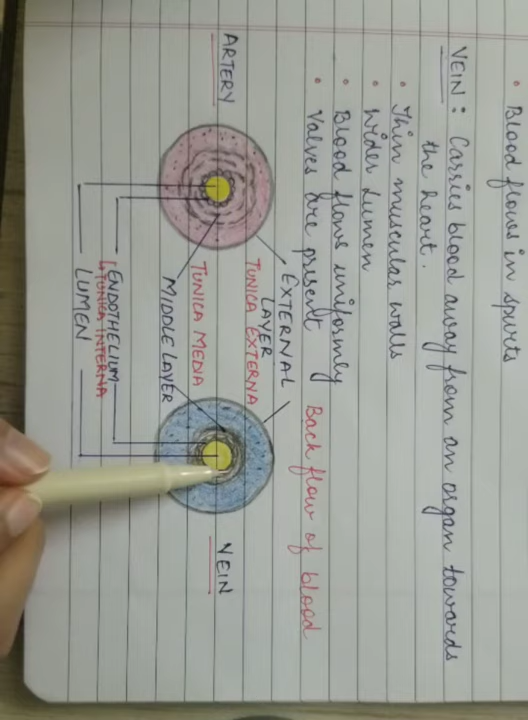 • Blood flows in spurts
VEIN : Carries blood away from an organ towards
the heart.
• Thin muscular walls
• Wider Lumen
• Blood flows uniformly
• Valves are present Back flow of blood
ARTERY
VEIN
EXTERNAL
LAYER
TUNICA EXTERNA
TUNICA MEDIA
MIDDLE LAYER
ENDOTHELIUM
TUNICA INTERNA
LUMEN